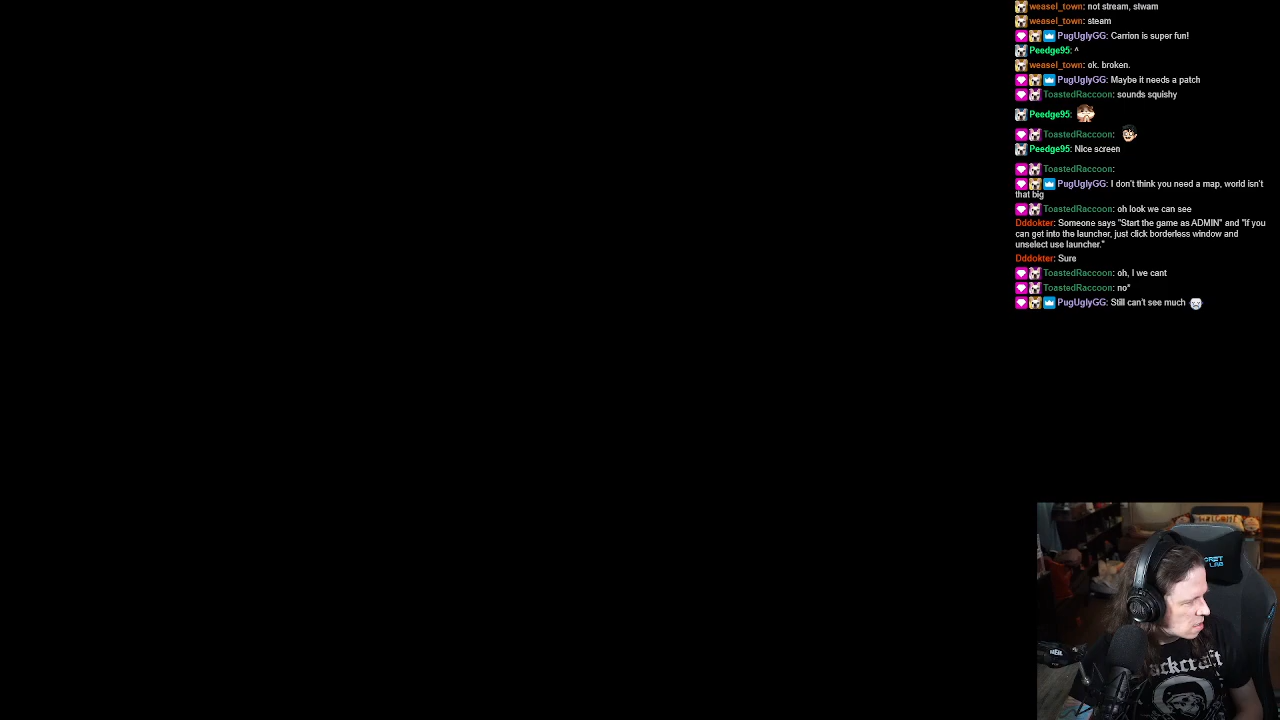 weasel_town: not stream, stwam
weasel_town: steam
PugUglyGG: Carrion is super fun!
Peedge95: ^
weasel_town: ok. broken.
PugUglyGG: Maybe it needs a patch
ToastedRaccoon: sounds squishy
Peedge95:
ToastedRaccoon:
Peedge95: NIce screen
ToastedRaccoon:
PugUglyGG: I don't think you need a map, world isn't
that big
ToastedRaccoon: oh look we can see
Dddokter: Someone says "Start the game as ADMIN" and "If you
can get into the launcher, just click borderless window and
unselect use launcher."
Dddokter: Sure
ToastedRaccoon: oh, I we cant
ToastedRaccoon: no*
PugUglyGG: Still can't see much
LAB